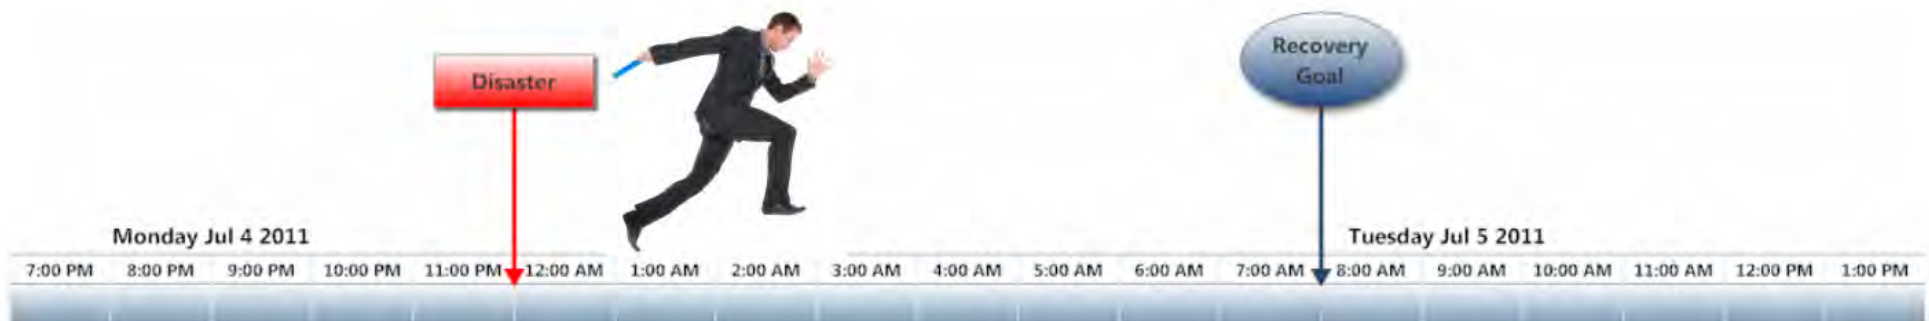 Disaster
Recovery
Goal
Monday Jul 4 2011
Tuesday Jul 5 2011
7:00 PM 8:00 PM 9:00 PM 10:00 PM 11:00 PM 12:00 AM 1:00 AM 2:00 AM 3:00 AM 4:00 AM 5:00 AM 6:00 AM 7:00 AM 8:00 AM 9:00 AM 10:00 AM 11:00 AM 12:00 PM 1:00 PM